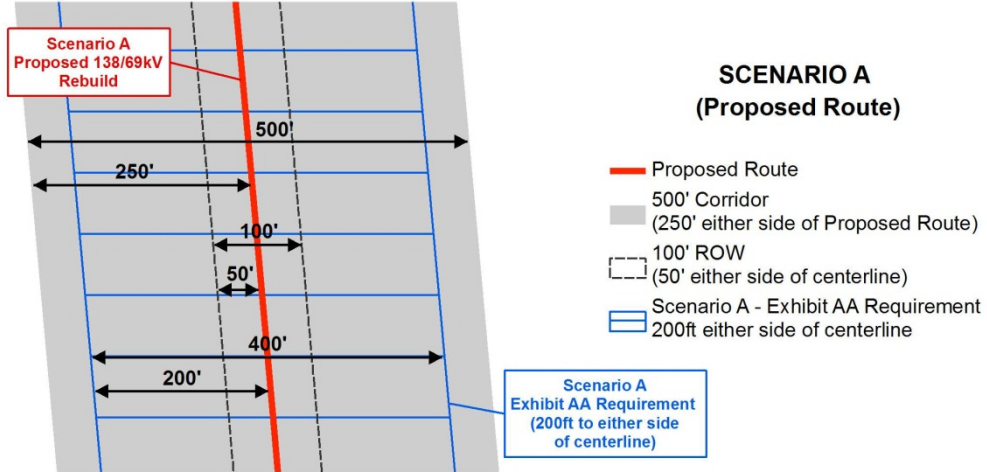 Scenario A
Proposed 138/69kV
Rebuild
500'
250'
100'
50'
400'
200'
Scenario A
Exhibit AA Requirement
(200ft to either side
of centerline)
SCENARIO A
(Proposed Route)
Proposed Route
500' Corridor
(250' either side of Proposed Route)
100' ROW
(50' either side of centerline)
Scenario A - Exhibit AA Requirement
200ft either side of centerline